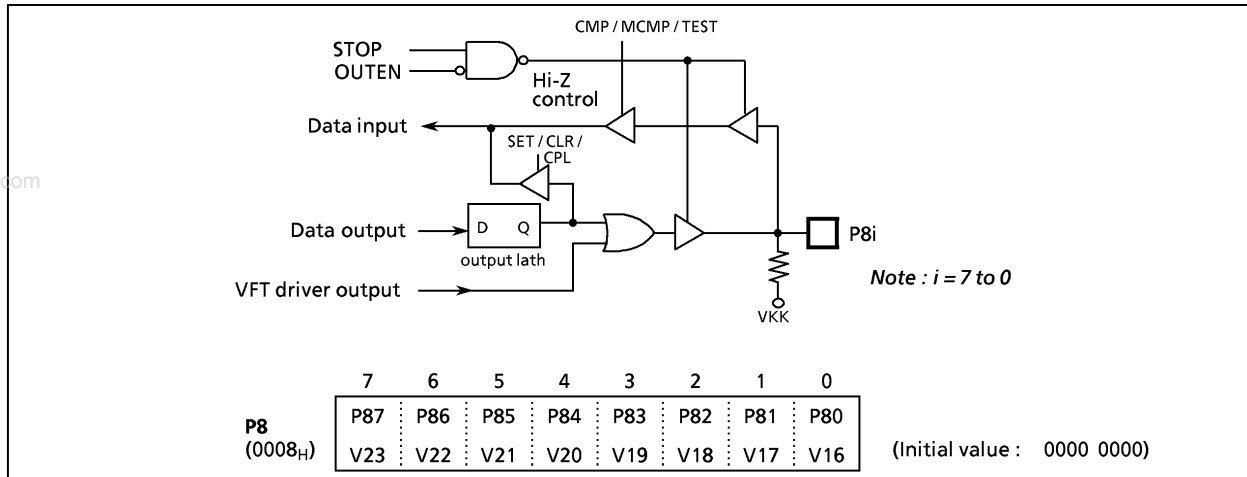 CMP / MCMP / TEST
STOP
OUTEN
Hi-Z
control
Data input
SET / CLR /
CPL
com
Data output
D Q
P8i
output lath
Note : i = 7 to 0
VFT driver output
VKK
7 6 5 4 3 2 1 0
P8
(0008H)
P87 P86 P85 P84 P83 P82 P81 P80
V23 V22 V21 V20 V19 V18 V17 V16
(Initial value : 0000 0000)